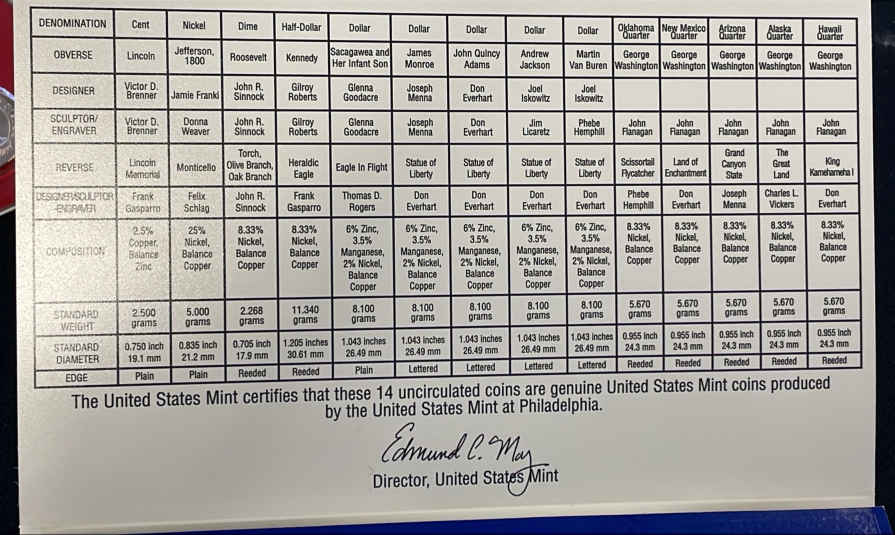 DENOMINATION Cent Nickel Dime Half-Dollar Dollar Dollar Dollar Dollar Dollar Oklahoma Quarter New Mexico Quarter Arizona Quarter Alaska Quarter Hawaii Quarter
OBVERSE Lincoln Jefferson, 1800 Roosevelt Kennedy Sacagawea and Her Infant Son James Monroe John Quincy Adams Andrew Jackson Martin Van Buren George Washington George Washington George Washington George Washington George Washington
DESIGNER Victor D. Brenner Jamie Franki John R. Sinnock Gilroy Roberts Glenna Goodacre Joseph Menna Don Everhart Joel Iskowitz Joel Iskowitz
SCULPTOR/ ENGRAVER Victor D. Brenner Donna Weaver John R. Sinnock Gilroy Roberts Glenna Goodacre Joseph Menna Don Everhart Jim Licaretz Phebe Hemphill John Flanagan John Flanagan John Flanagan John Flanagan John Flanagan
REVERSE Lincoln Memorial Monticello Torch, Olive Branch, Oak Branch Heraldic Eagle Eagle In Flight Statue of Liberty Statue of Liberty Statue of Liberty Statue of Liberty Scissortail Flycatcher Land of Enchantment Grand Canyon State The Great Land King Kamehameha I
DESIGNER/SCULPTOR ENGRAVER Frank Gasparro Felix Schlag John R. Sinnock Frank Gasparro Thomas D. Rogers Don Everhart Don Everhart Don Everhart Don Everhart Phebe Hemphill Don Everhart Joseph Menna Charles L. Vickers Don Everhart
COMPOSITION 2.5% Copper, Balance Zinc 25% Nickel, Balance Copper 8.33% Nickel, Balance Copper 8.33% Nickel, Balance Copper 6% Zinc, 3.5% Manganese, 2% Nickel, Balance Copper 6% Zinc, 3.5% Manganese, 2% Nickel, Balance Copper 6% Zinc, 3.5% Manganese, 2% Nickel, Balance Copper 6% Zinc, 3.5% Manganese, 2% Nickel, Balance Copper 6% Zinc, 3.5% Manganese, 2% Nickel, Balance Copper 8.33% Nickel, Balance Copper 8.33% Nickel, Balance Copper 8.33% Nickel, Balance Copper 8.33% Nickel, Balance Copper 8.33% Nickel, Balance Copper
STANDARD WEIGHT 2.500 grams 5.000 grams 2.268 grams 11.340 grams 8.100 grams 8.100 grams 8.100 grams 8.100 grams 8.100 grams 5.670 grams 5.670 grams 5.670 grams 5.670 grams 5.670 grams
STANDARD DIAMETER 0.750 inch 19.1 mm 0.835 inch 21.2 mm 0.705 inch 17.9 mm 1.205 inches 30.61 mm 1.043 inches 26.49 mm 1.043 inches 26.49 mm 1.043 inches 26.49 mm 1.043 inches 26.49 mm 1.043 inches 26.49 mm 0.955 inch 24.3 mm 0.955 inch 24.3 mm 0.955 inch 24.3 mm 0.955 inch 24.3 mm 0.955 inch 24.3 mm
EDGE Plain Plain Reeded Reeded Plain Lettered Lettered Lettered Lettered Reeded Reeded Reeded Reeded Reeded
The United States Mint certifies that these 14 uncirculated coins are genuine United States Mint coins produced
by the United States Mint at Philadelphia.
Edmund C. Moy
Director, United States Mint